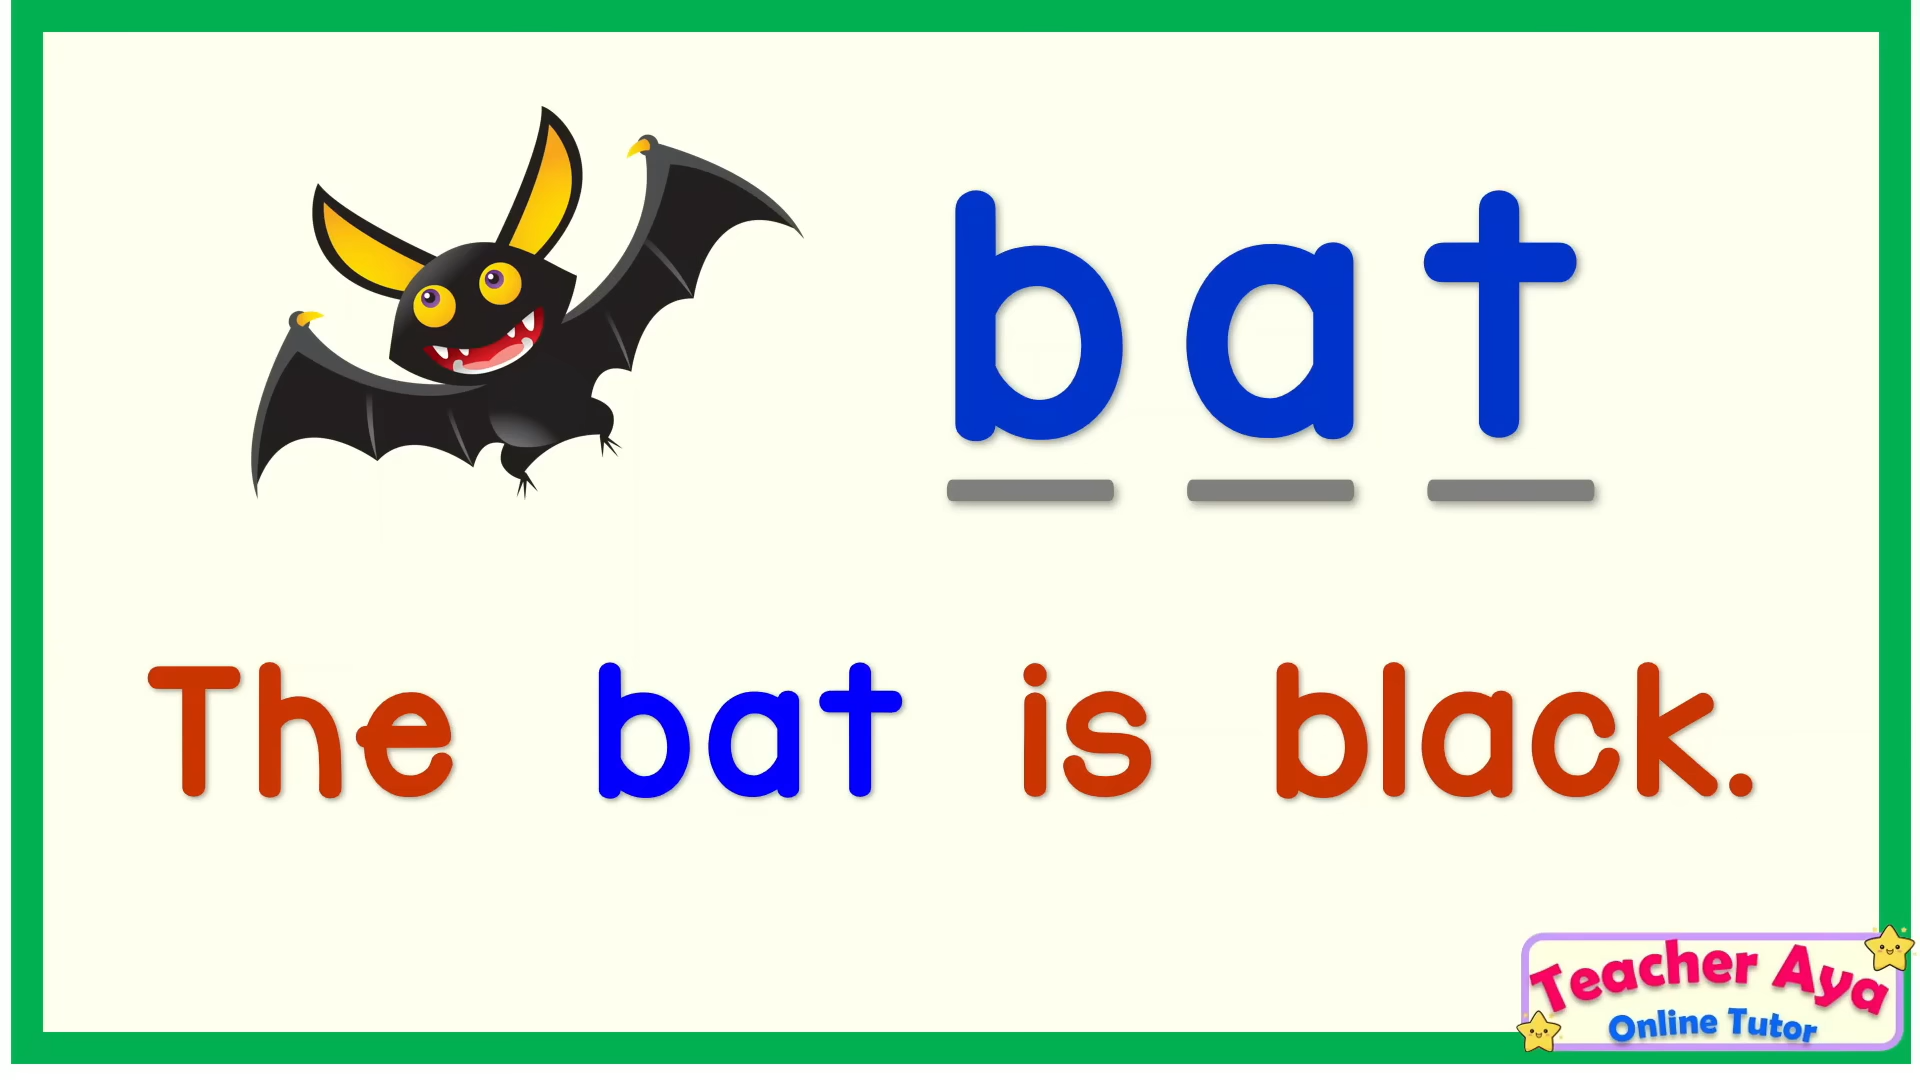 bat
The bat is black.
Teacher Aya
Online Tutor